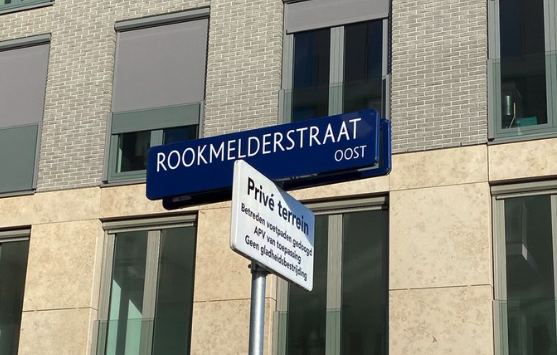 ROOKMELDERSTRAAT
OOST
Privé terrein
Betreden voetpaden gedoogd
APV van toepassing
Geen gladheidsbestrijding